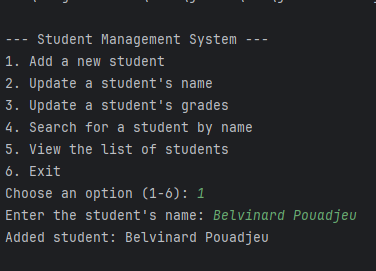 --- Student Management System ---
1. Add a new student
2. Update a student's name
3. Update a student's grades
4. Search for a student by name
5. View the list of students
6. Exit
Choose an option (1-6): 1
Enter the student's name: Belvinard Pouadjeu
Added student: Belvinard Pouadjeu